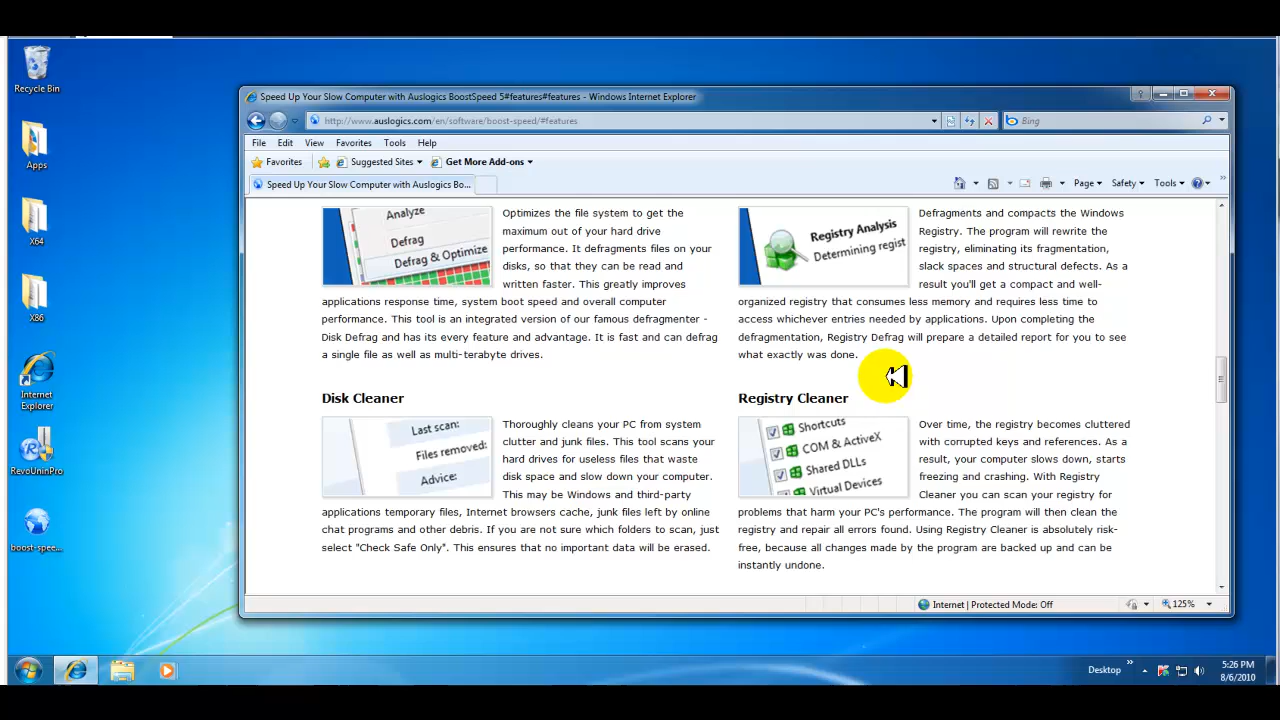 Recycle Bin
Apps
X64
X86
Internet
Explorer
RevoUninPro
boost-spee...
Speed Up Your Slow Computer with Auslogics BoostSpeed 5#features#features - Windows Internet Explorer
http://www.auslogics.com/en/software/boost-speed/#features
Bing
File Edit View Favorites Tools Help
Favorites Suggested Sites Get More Add-ons
Speed Up Your Slow Computer with Auslogics Bo...
Page Safety Tools
Analyze
Defrag
Defrag & Optimize
Optimizes the file system to get the
maximum out of your hard drive
performance. It defragments files on your
disks, so that they can be read and
written faster. This greatly improves
applications response time, system boot speed and overall computer
performance. This tool is an integrated version of our famous defragmenter -
Disk Defrag and has its every feature and advantage. It is fast and can defrag
a single file as well as multi-terabyte drives.
Registry Analysis
Determining regist
Defragments and compacts the Windows
Registry. The program will rewrite the
registry, eliminating its fragmentation,
slack spaces and structural defects. As a
result you'll get a compact and well-
organized registry that consumes less memory and requires less time to
access whichever entries needed by applications. Upon completing the
defragmentation, Registry Defrag will prepare a detailed report for you to see
what exactly was done.
Disk Cleaner
Last scan:
Files removed:
Advice:
Thoroughly cleans your PC from system
clutter and junk files. This tool scans your
hard drives for useless files that waste
disk space and slow down your computer.
This may be Windows and third-party
applications temporary files, Internet browsers cache, junk files left by online
chat programs and other debris. If you are not sure which folders to scan, just
select "Check Safe Only". This ensures that no important data will be erased.
Registry Cleaner
Shortcuts
COM & ActiveX
Shared DLLs
Virtual Devices
Over time, the registry becomes cluttered
with corrupted keys and references. As a
result, your computer slows down, starts
freezing and crashing. With Registry
Cleaner you can scan your registry for
problems that harm your PC's performance. The program will then clean the
registry and repair all errors found. Using Registry Cleaner is absolutely risk-
free, because all changes made by the program are backed up and can be
instantly undone.
Internet | Protected Mode: Off
125%
Desktop
5:26 PM
8/6/2010